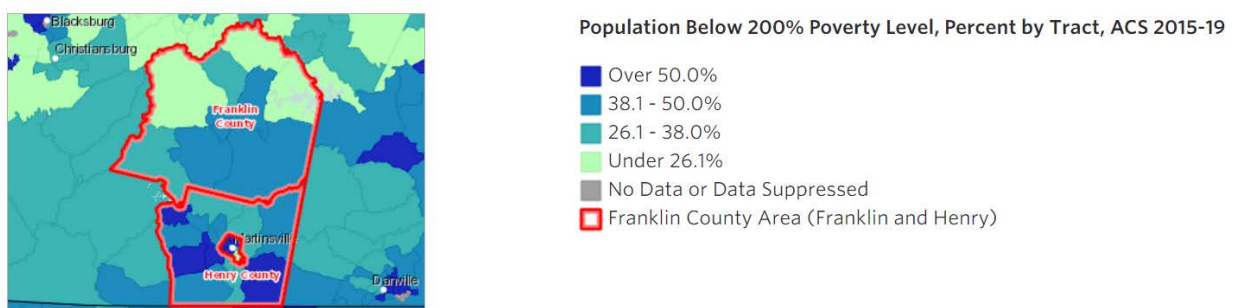 Blacksburg
Christiansburg
Franklin
County
Martinsville
Henry County
Danville
Population Below 200% Poverty Level, Percent by Tract, ACS 2015-19
Over 50.0%
38.1 - 50.0%
26.1 - 38.0%
Under 26.1%
No Data or Data Suppressed
Franklin County Area (Franklin and Henry)